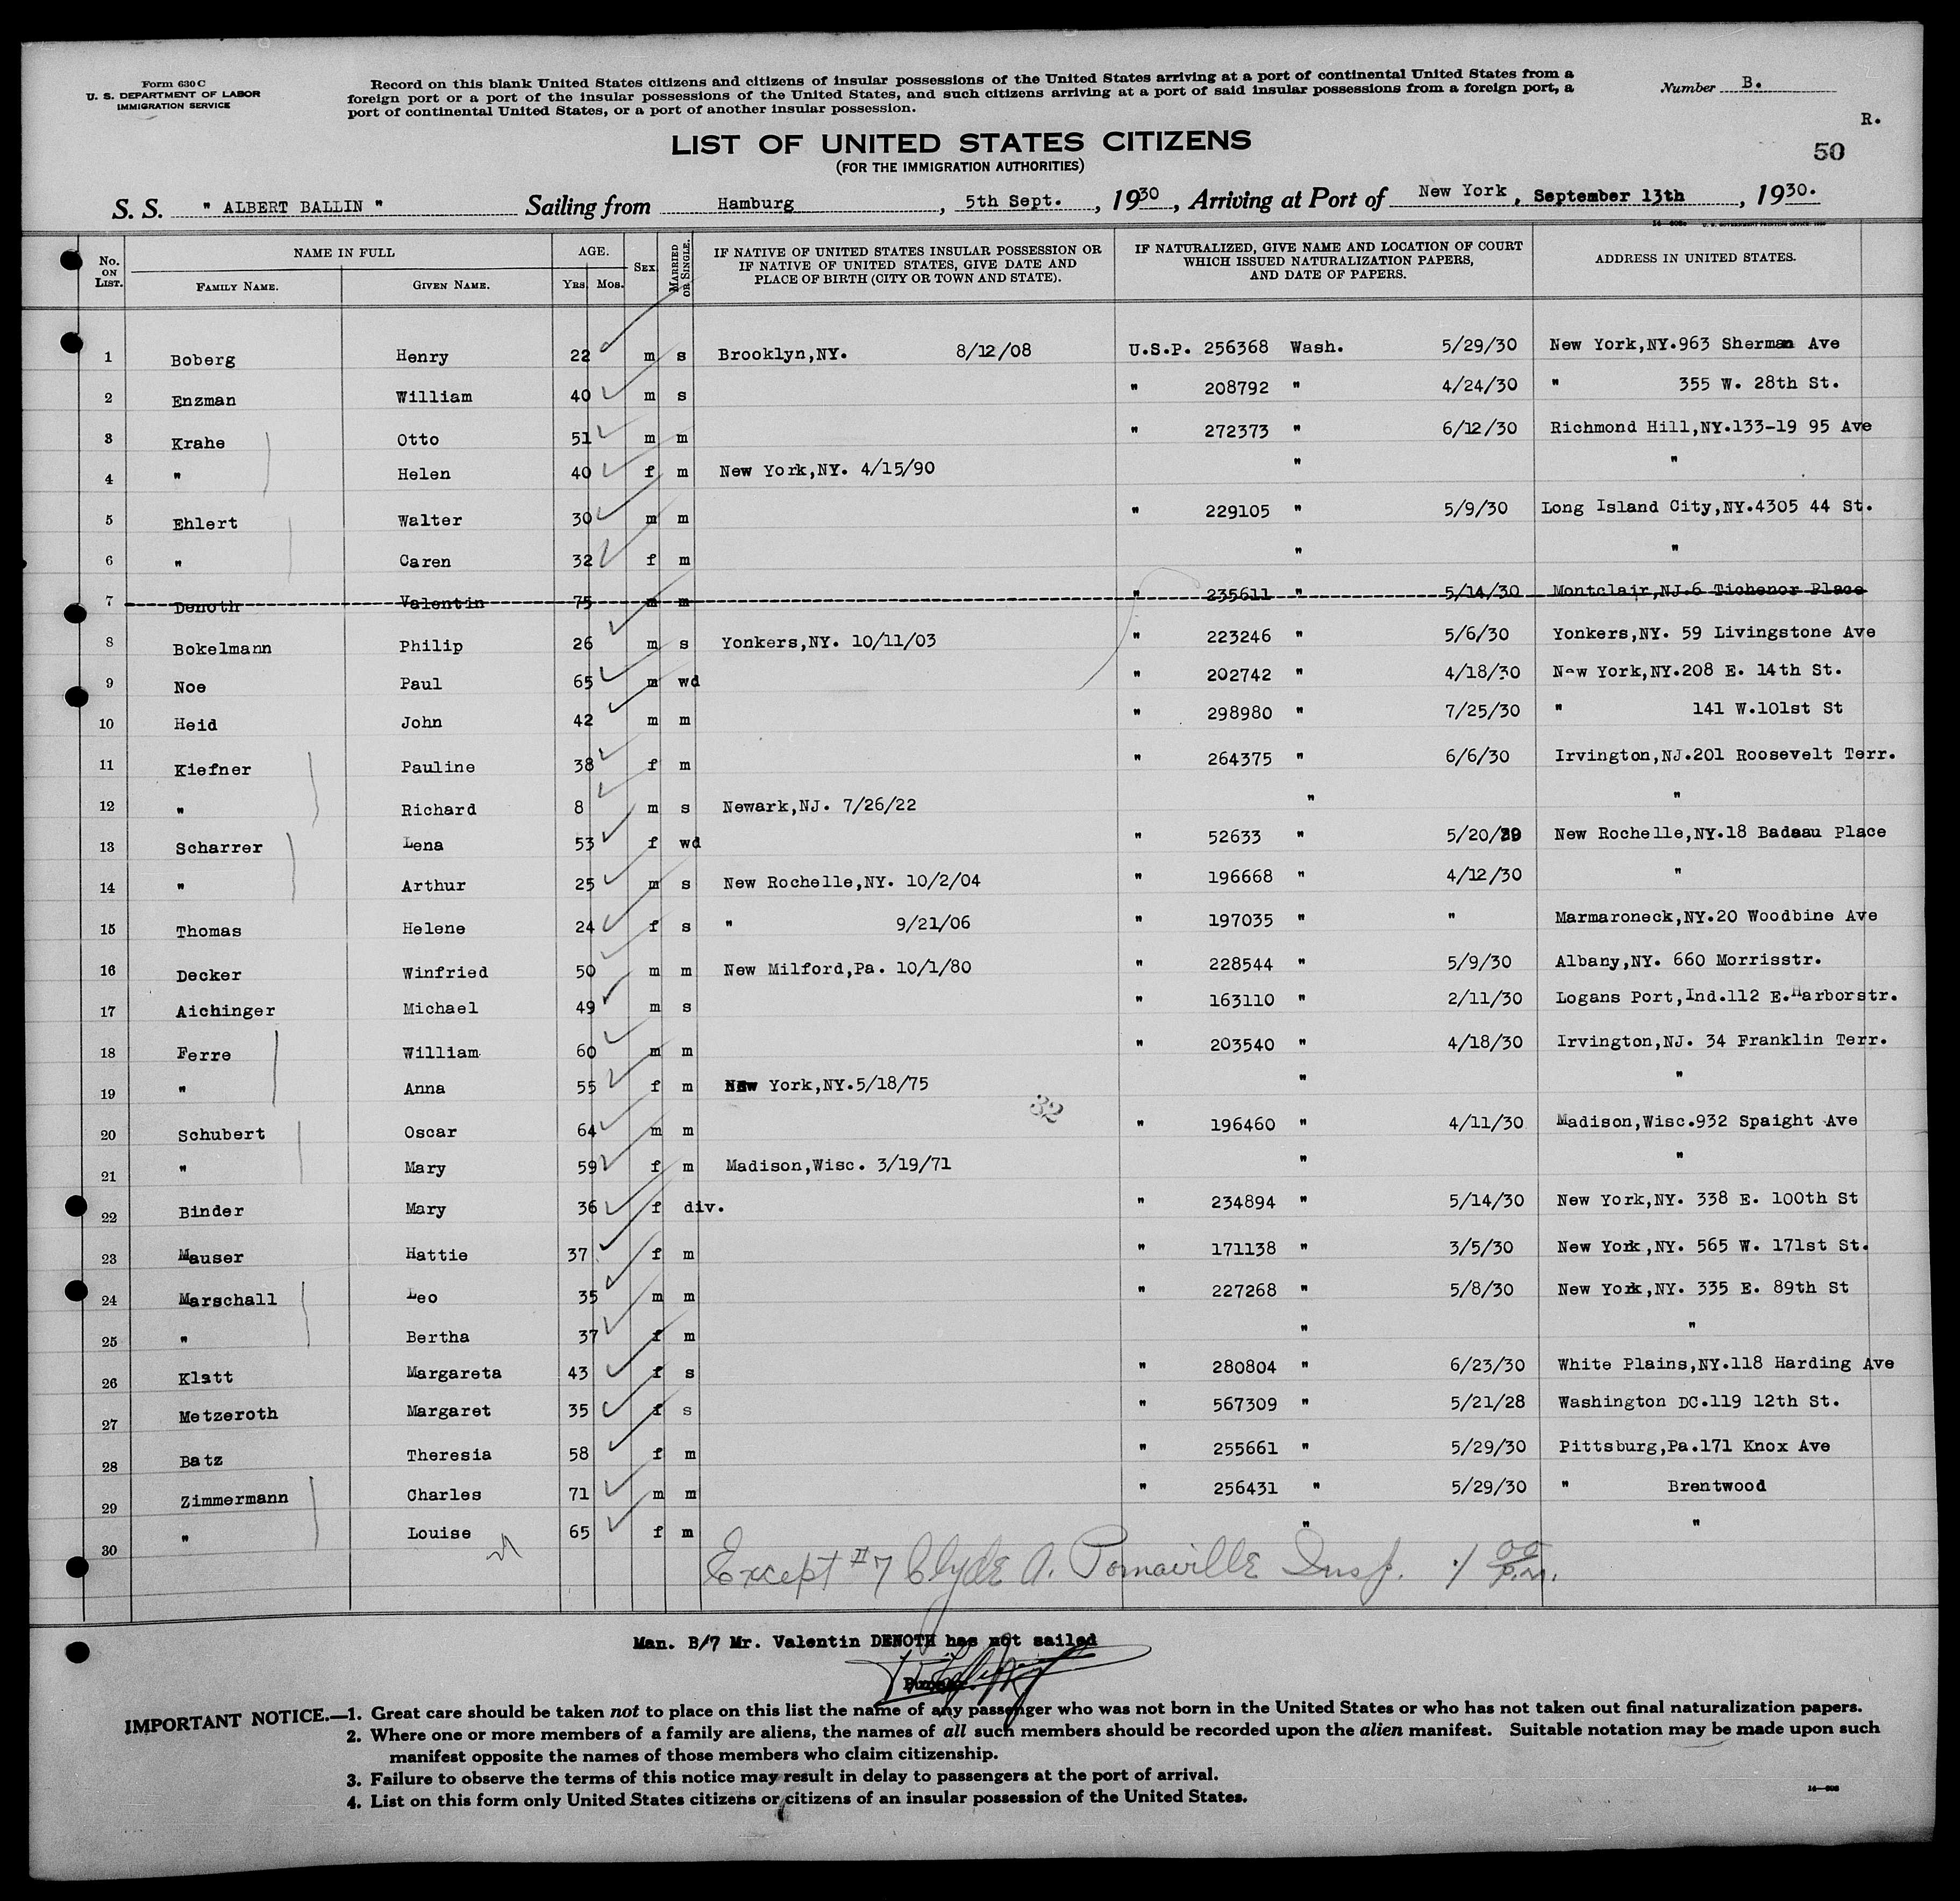 Form 630 C
U. S. DEPARTMENT OF LABOR
IMMIGRATION SERVICE
Record on this blank United States citizens and citizens of insular possessions of the United States arriving at a port of continental United States from a
foreign port or a port of the insular possessions of the United States, and such citizens arriving at a port of said insular possessions from a foreign port, a
port of continental United States, or a port of another insular possession.
Number B.
R.
50
LIST OF UNITED STATES CITIZENS
(FOR THE IMMIGRATION AUTHORITIES)
S. S. " ALBERT BALLIN " Sailing from Hamburg, 5th Sept., 1930, Arriving at Port of New York, September 13th, 1930.
No. ON LIST. NAME IN FULL FAMILY NAME. GIVEN NAME. AGE. YRS. MOS. SEX MARRIED OR SINGLE. IF NATIVE OF UNITED STATES INSULAR POSSESSION OR IF NATIVE OF UNITED STATES, GIVE DATE AND PLACE OF BIRTH (CITY OR TOWN AND STATE). IF NATURALIZED, GIVE NAME AND LOCATION OF COURT WHICH ISSUED NATURALIZATION PAPERS, AND DATE OF PAPERS. ADDRESS IN UNITED STATES.
1 Boberg Henry 22 m s Brooklyn,NY. 8/12/08 U.S.P. 256368 Wash. 5/29/30 New York,NY.963 Sherman Ave
2 Enzman William 40 m s " 208792 " 4/24/30 " 355 W. 28th St.
3 Krahe Otto 51 m m " 272373 " 6/12/30 Richmond Hill,NY.133-19 95 Ave
4 " Helen 40 f m New York,NY. 4/15/90 " "
5 Ehlert Walter 30 m m " 229105 " 5/9/30 Long Island City,NY.4305 44 St.
6 " Caren 32 f m " "
7 Denoth Valentin 75 m m " 235611 " 5/14/30 Montclair,NJ.6 Tichenor Place
8 Bokelmann Philip 26 m s Yonkers,NY. 10/11/03 " 223246 " 5/6/30 Yonkers,NY. 59 Livingstone Ave
9 Noe Paul 65 m wd " 202742 " 4/18/30 New York,NY.208 E. 14th St.
10 Heid John 42 m m " 298980 " 7/25/30 " 141 W.101st St
11 Kiefner Pauline 38 f m " 264375 " 6/6/30 Irvington,NJ.201 Roosevelt Terr.
12 " Richard 8 m s Newark,NJ. 7/26/22 " "
13 Scharrer Lena 53 f wd " 52633 " 5/20/29 New Rochelle,NY.18 Badeau Place
14 " Arthur 25 m s New Rochelle,NY. 10/2/04 " 196668 " 4/12/30 "
15 Thomas Helene 24 f s " 9/21/06 " 197035 " " Marmaroneck,NY.20 Woodbine Ave
16 Decker Winfried 50 m m New Milford,Pa. 10/1/80 " 228544 " 5/9/30 Albany,NY. 660 Morrisstr.
17 Aichinger Michael 49 m s " 163110 " 2/11/30 Logans Port,Ind.112 E.Harborstr.
18 Ferre William 60 m m " 203540 " 4/18/30 Irvington,NJ. 34 Franklin Terr.
19 " Anna 55 f m New York,NY.5/18/75 " "
32
20 Schubert Oscar 64 m m " 196460 " 4/11/30 Madison,Wisc.932 Spaight Ave
21 " Mary 59 f m Madison,Wisc. 3/19/71 " "
22 Binder Mary 36 f div. " 234894 " 5/14/30 New York,NY. 338 E. 100th St
23 Mauser Hattie 37 f m " 171138 " 3/5/30 New York,NY. 565 W. 171st St.
24 Marschall Leo 35 m m " 227268 " 5/8/30 New York,NY. 335 E. 89th St
25 " Bertha 37 f m " "
26 Klatt Margareta 43 f s " 280804 " 6/23/30 White Plains,NY.118 Harding Ave
27 Metzeroth Margaret 35 f s " 567309 " 5/21/28 Washington DC.119 12th St.
28 Batz Theresia 58 f m " 255661 " 5/29/30 Pittsburg,Pa.171 Knox Ave
29 Zimmermann Charles 71 m m " 256431 " 5/29/30 " Brentwood
30 " Louise 65 f m " "
Except #7 Clyde A. Pomaville Insp.
Man. B/7 Mr. Valentin DENOTH has not sailed
IMPORTANT NOTICE.—1. Great care should be taken not to place on this list the name of any passenger who was not born in the United States or who has not taken out final naturalization papers.
2. Where one or more members of a family are aliens, the names of all such members should be recorded upon the alien manifest. Suitable notation may be made upon such
manifest opposite the names of those members who claim citizenship.
3. Failure to observe the terms of this notice may result in delay to passengers at the port of arrival.
4. List on this form only United States citizens or citizens of an insular possession of the United States.